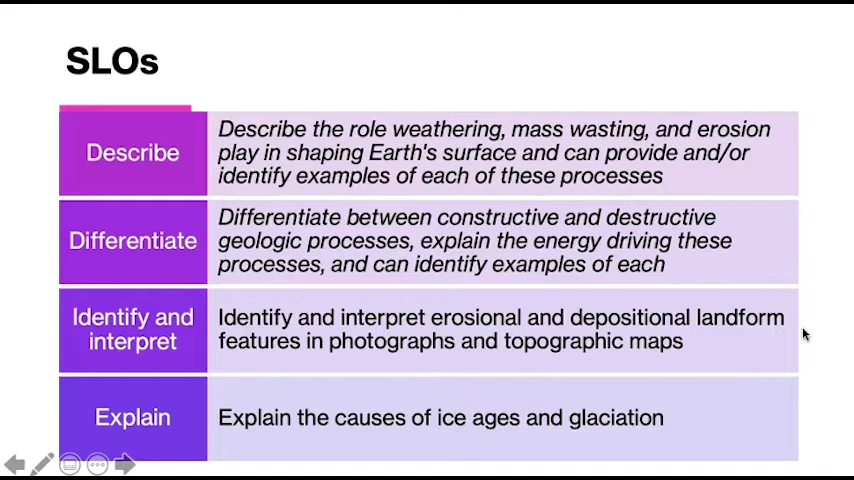 SLOs
Describe
Describe the role weathering, mass wasting, and erosion
play in shaping Earth's surface and can provide and/or
identify examples of each of these processes
Differentiate
Differentiate between constructive and destructive
geologic processes, explain the energy driving these
processes, and can identify examples of each
Identify and
interpret
Identify and interpret erosional and depositional landform
features in photographs and topographic maps
Explain
Explain the causes of ice ages and glaciation